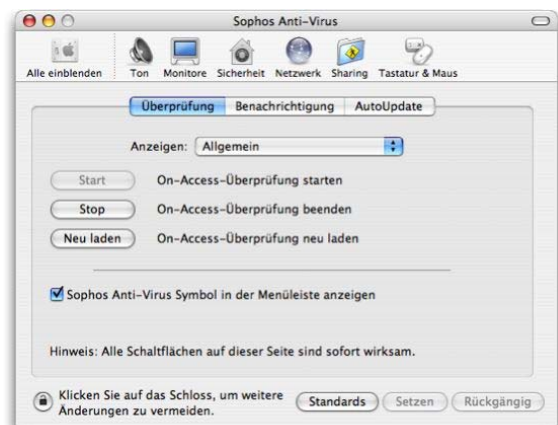 Sophos Anti-Virus
Alle einblenden Ton Monitore Sicherheit Netzwerk Sharing Tastatur & Maus
Überprüfung Benachrichtigung AutoUpdate
Anzeigen: Allgemein
Start On-Access-Überprüfung starten
Stop On-Access-Überprüfung beenden
Neu laden On-Access-Überprüfung neu laden
Sophos Anti-Virus Symbol in der Menüleiste anzeigen
Hinweis: Alle Schaltflächen auf dieser Seite sind sofort wirksam.
Klicken Sie auf das Schloss, um weitere
Änderungen zu vermeiden.
Standards Setzen Rückgängig